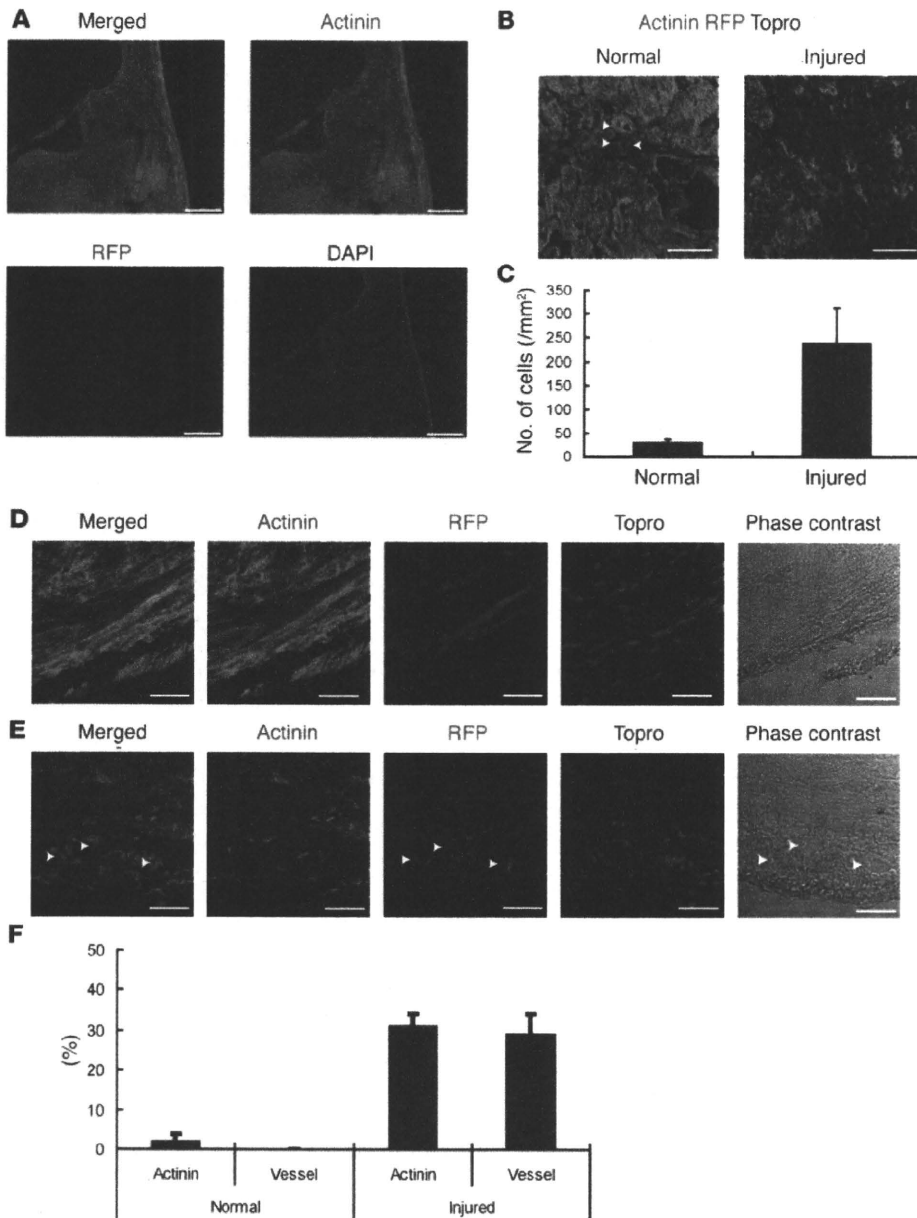 A
Merged Actinin
RFP DAPI
B
Actinin RFP Topro
Normal Injured
C
No. of cells (/mm²)
350
300
250
200
150
100
50
0
Normal Injured
D
Merged Actinin RFP Topro Phase contrast
E
Merged Actinin RFP Topro Phase contrast
F
(%)
50
40
30
20
10
0
Actinin Vessel Actinin Vessel
Normal Injured